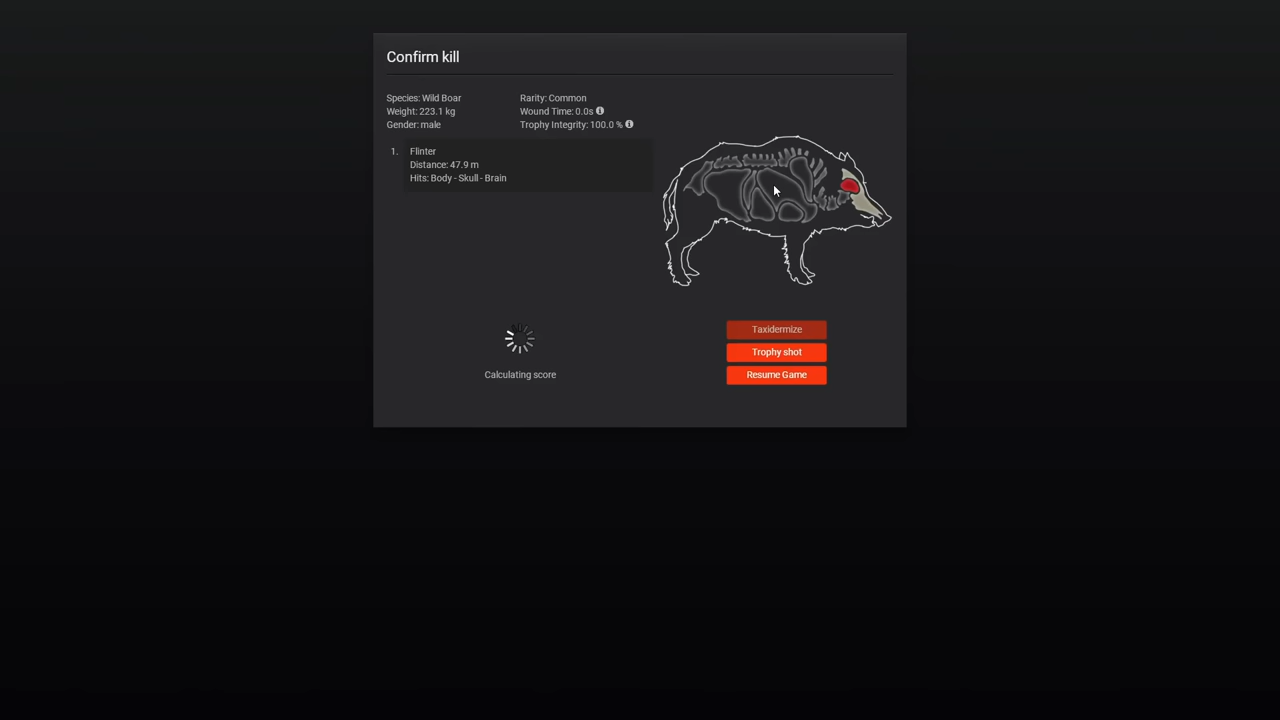 Confirm kill
Species: Wild Boar
Weight: 223.1 kg
Gender: male
Rarity: Common
Wound Time: 0.0s
Trophy Integrity: 100.0 %
1.
Flinter
Distance: 47.9 m
Hits: Body - Skull - Brain
Calculating score
Taxidermize
Trophy shot
Resume Game